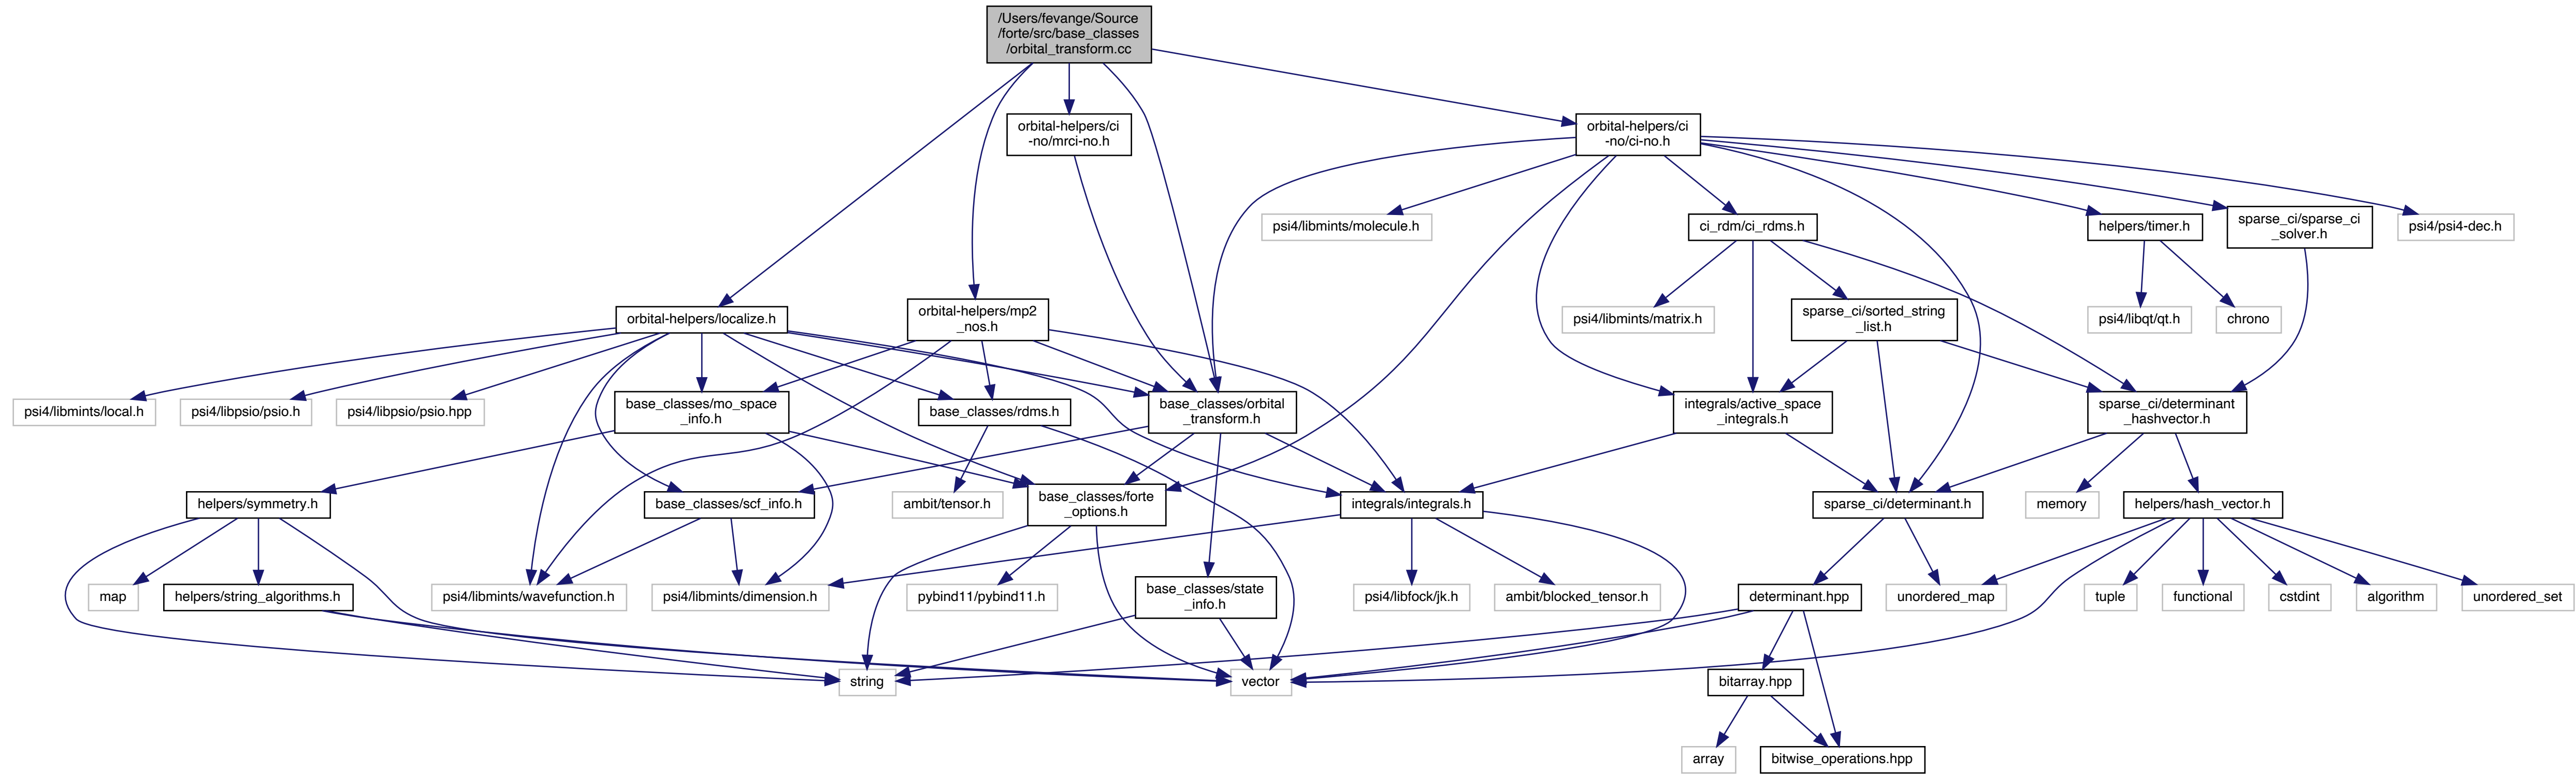 /Users/fevange/Source
/forte/src/base_classes
/orbital_transform.cc
orbital-helpers/ci
-no/mrci-no.h
orbital-helpers/ci
-no/ci-no.h
psi4/libmints/molecule.h
ci_rdm/ci_rdms.h
helpers/timer.h
sparse_ci/sparse_ci
_solver.h
psi4/psi4-dec.h
orbital-helpers/localize.h
orbital-helpers/mp2
_nos.h
psi4/libmints/matrix.h
sparse_ci/sorted_string
_list.h
psi4/libqt/qt.h
chrono
psi4/libmints/local.h
psi4/libpsio/psio.h
psi4/libpsio/psio.hpp
base_classes/mo_space
_info.h
base_classes/rdms.h
base_classes/orbital
_transform.h
integrals/active_space
_integrals.h
sparse_ci/determinant
_hashvector.h
helpers/symmetry.h
base_classes/scf_info.h
ambit/tensor.h
base_classes/forte
_options.h
integrals/integrals.h
sparse_ci/determinant.h
memory
helpers/hash_vector.h
map
helpers/string_algorithms.h
psi4/libmints/wavefunction.h
psi4/libmints/dimension.h
pybind11/pybind11.h
base_classes/state
_info.h
psi4/libfock/jk.h
ambit/blocked_tensor.h
determinant.hpp
unordered_map
tuple
functional
cstdint
algorithm
unordered_set
string
vector
bitarray.hpp
array
bitwise_operations.hpp